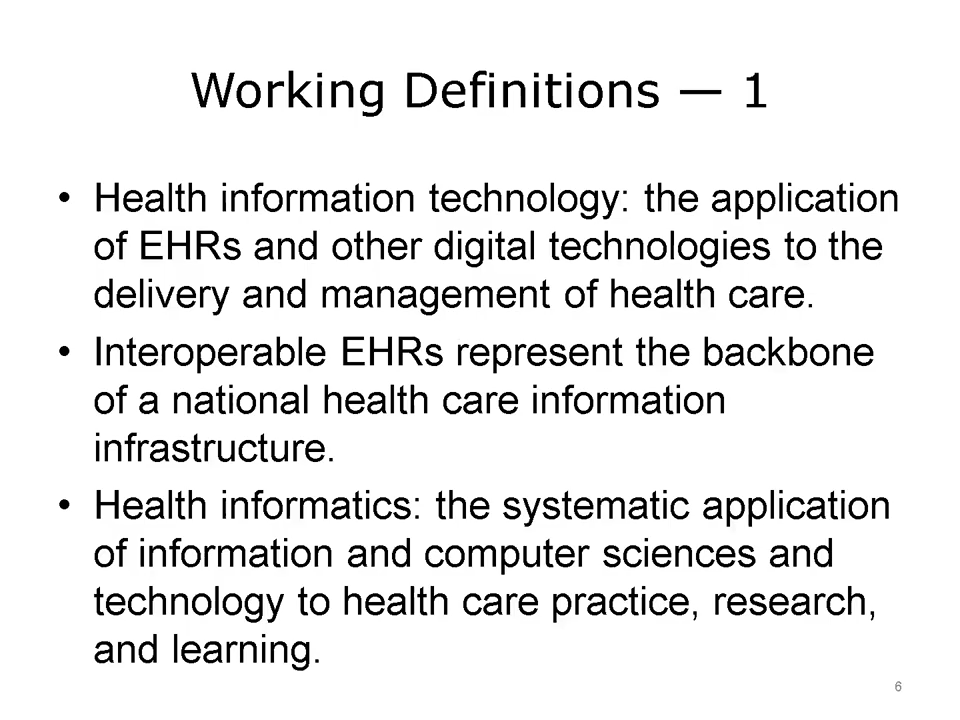 Working Definitions — 1
• Health information technology: the application
of EHRs and other digital technologies to the
delivery and management of health care.
• Interoperable EHRs represent the backbone
of a national health care information
infrastructure.
• Health informatics: the systematic application
of information and computer sciences and
technology to health care practice, research,
and learning.
6